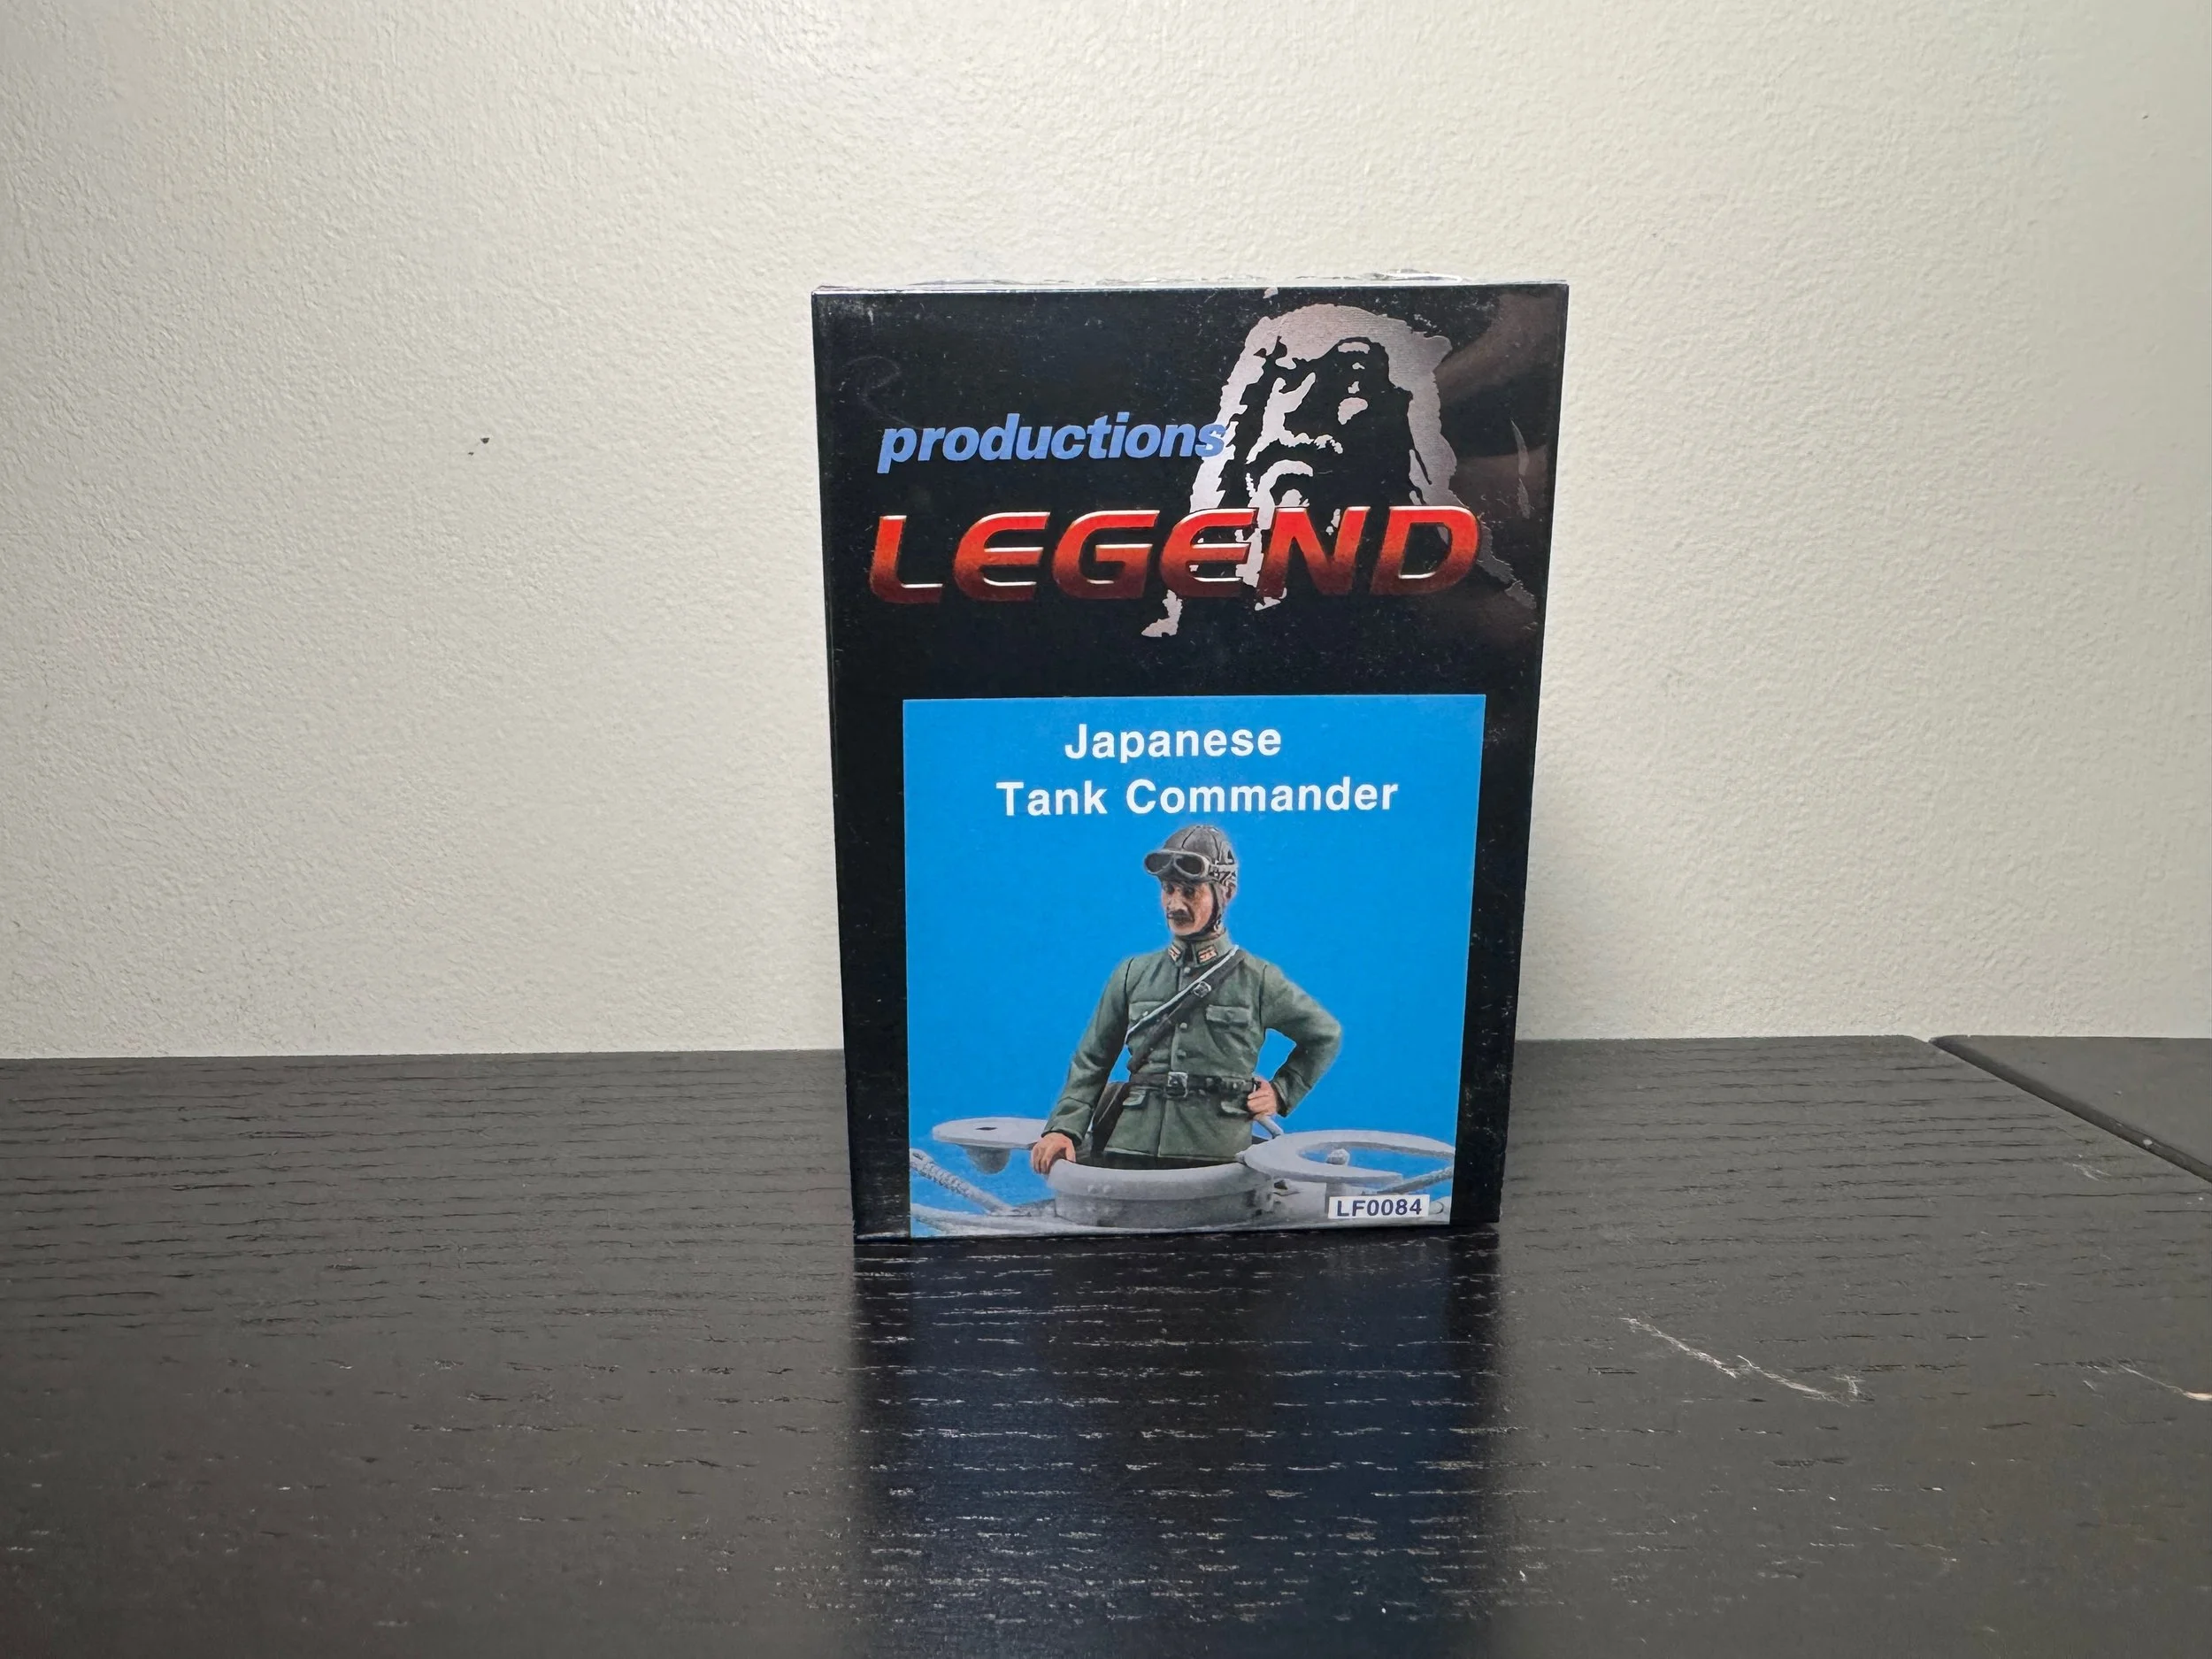 productions
LEGEND
Japanese
Tank Commander
LF0084